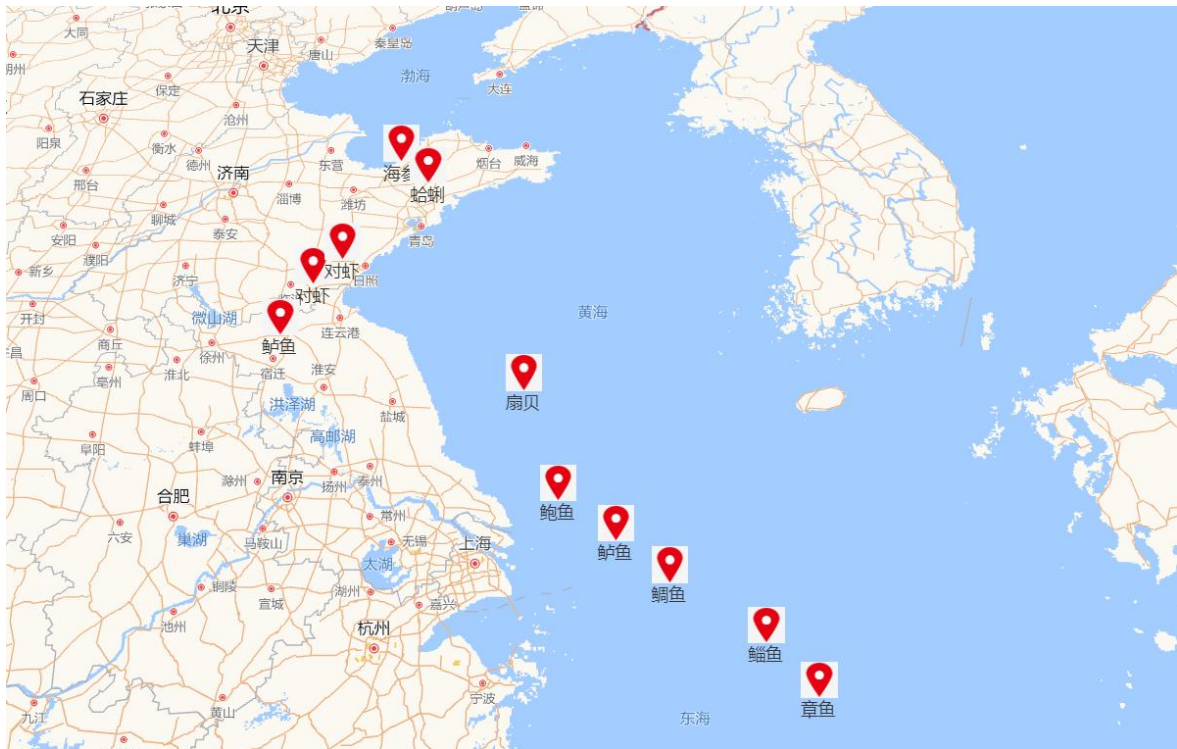 北京
大同
秦皇岛
天津
唐山
渤海
朔州
大连
保定
石家庄
沧州
阳泉
衡水
德州
东营
烟台
威海
海参
蛤蜊
济南
邢台
淄博
潍坊
聊城
泰安
青岛
安阳
濮阳
新乡
济宁
对虾
日照
对虾
开封
微山湖
连云港
黄海
商丘
徐州
鲈鱼
宿迁
淮安
亳州
淮北
周口
扇贝
洪泽湖
盐城
高邮湖
阜阳
蚌埠
南京
滁州
扬州
泰州
合肥
鲍鱼
常州
六安
巢湖
马鞍山
无锡
上海
鲈鱼
太湖
铜陵
宣城
湖州
嘉兴
鲷鱼
池州
杭州
鲻鱼
黄山
宁波
九江
章鱼
东海